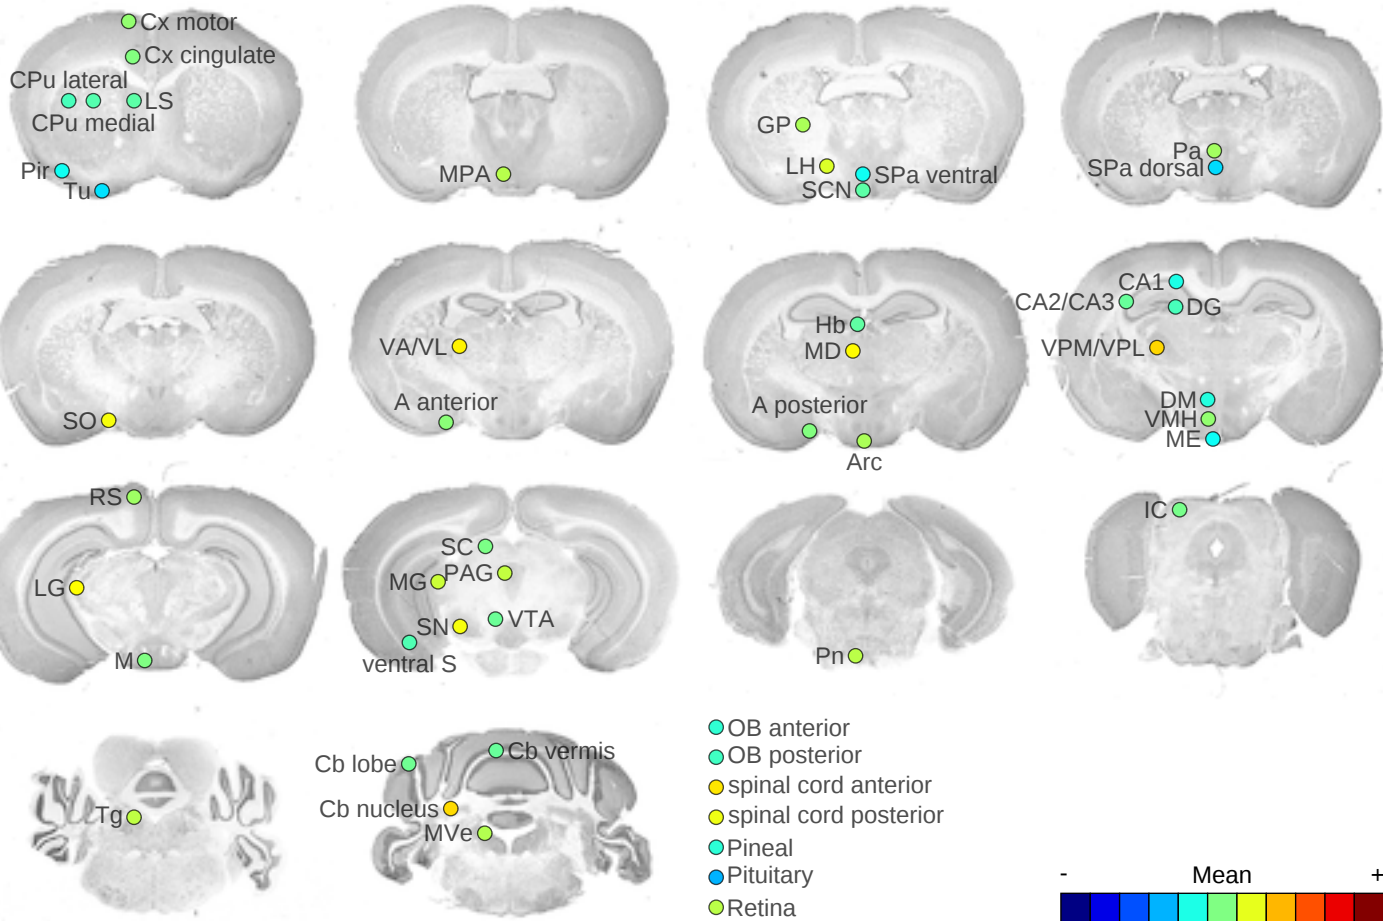 Cx motor
Cx cingulate
CPu lateral
LS
CPu medial
Pir
Tu
MPA
GP
LH
SPa ventral
SCN
Pa
SPa dorsal
SO
VA/VL
A anterior
Hb
MD
A posterior
Arc
CA1
CA2/CA3
DG
VPM/VPL
DM
VMH
ME
RS
LG
M
SC
MG
PAG
SN
VTA
ventral S
Pn
IC
Tg
Cb lobe
Cb vermis
Cb nucleus
MVe
OB anterior
OB posterior
spinal cord anterior
spinal cord posterior
Pineal
Pituitary
Retina
- Mean +